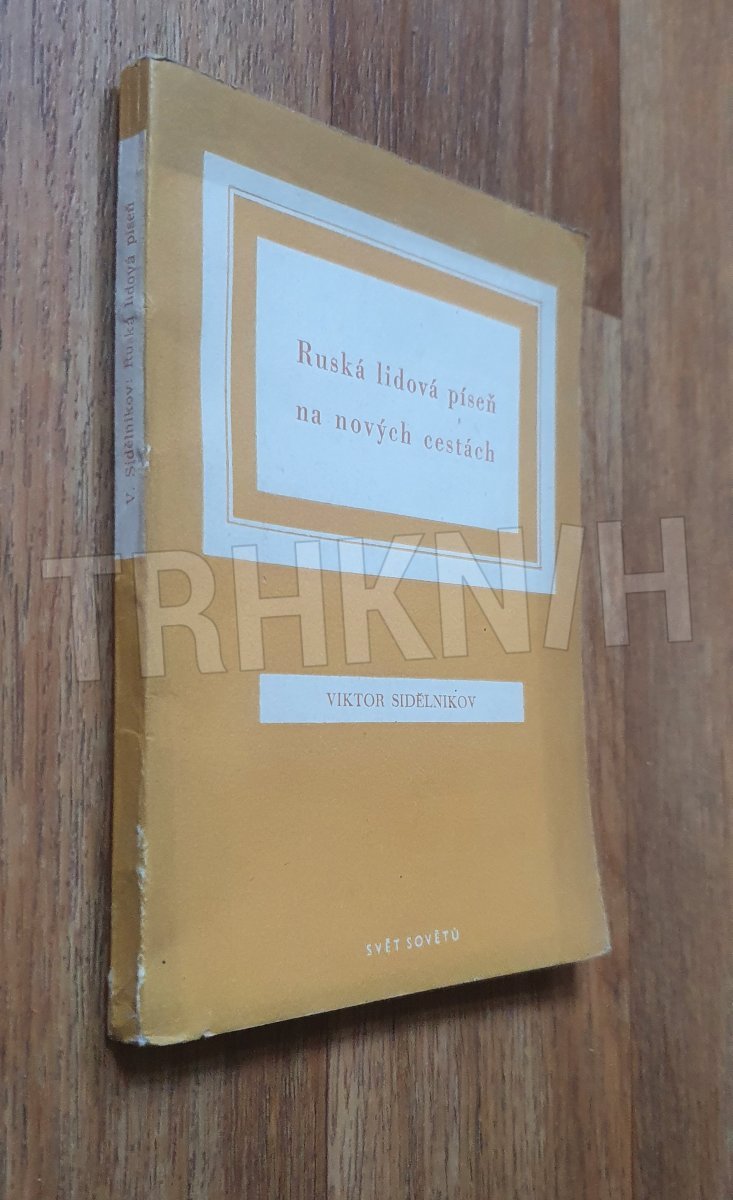 V. Sidělnikov: Ruská lidová píseň
Ruská lidová píseň
na nových cestách
TRHKNIH
VIKTOR SIDĚLNIKOV
SVĚT SOVĚTŮ